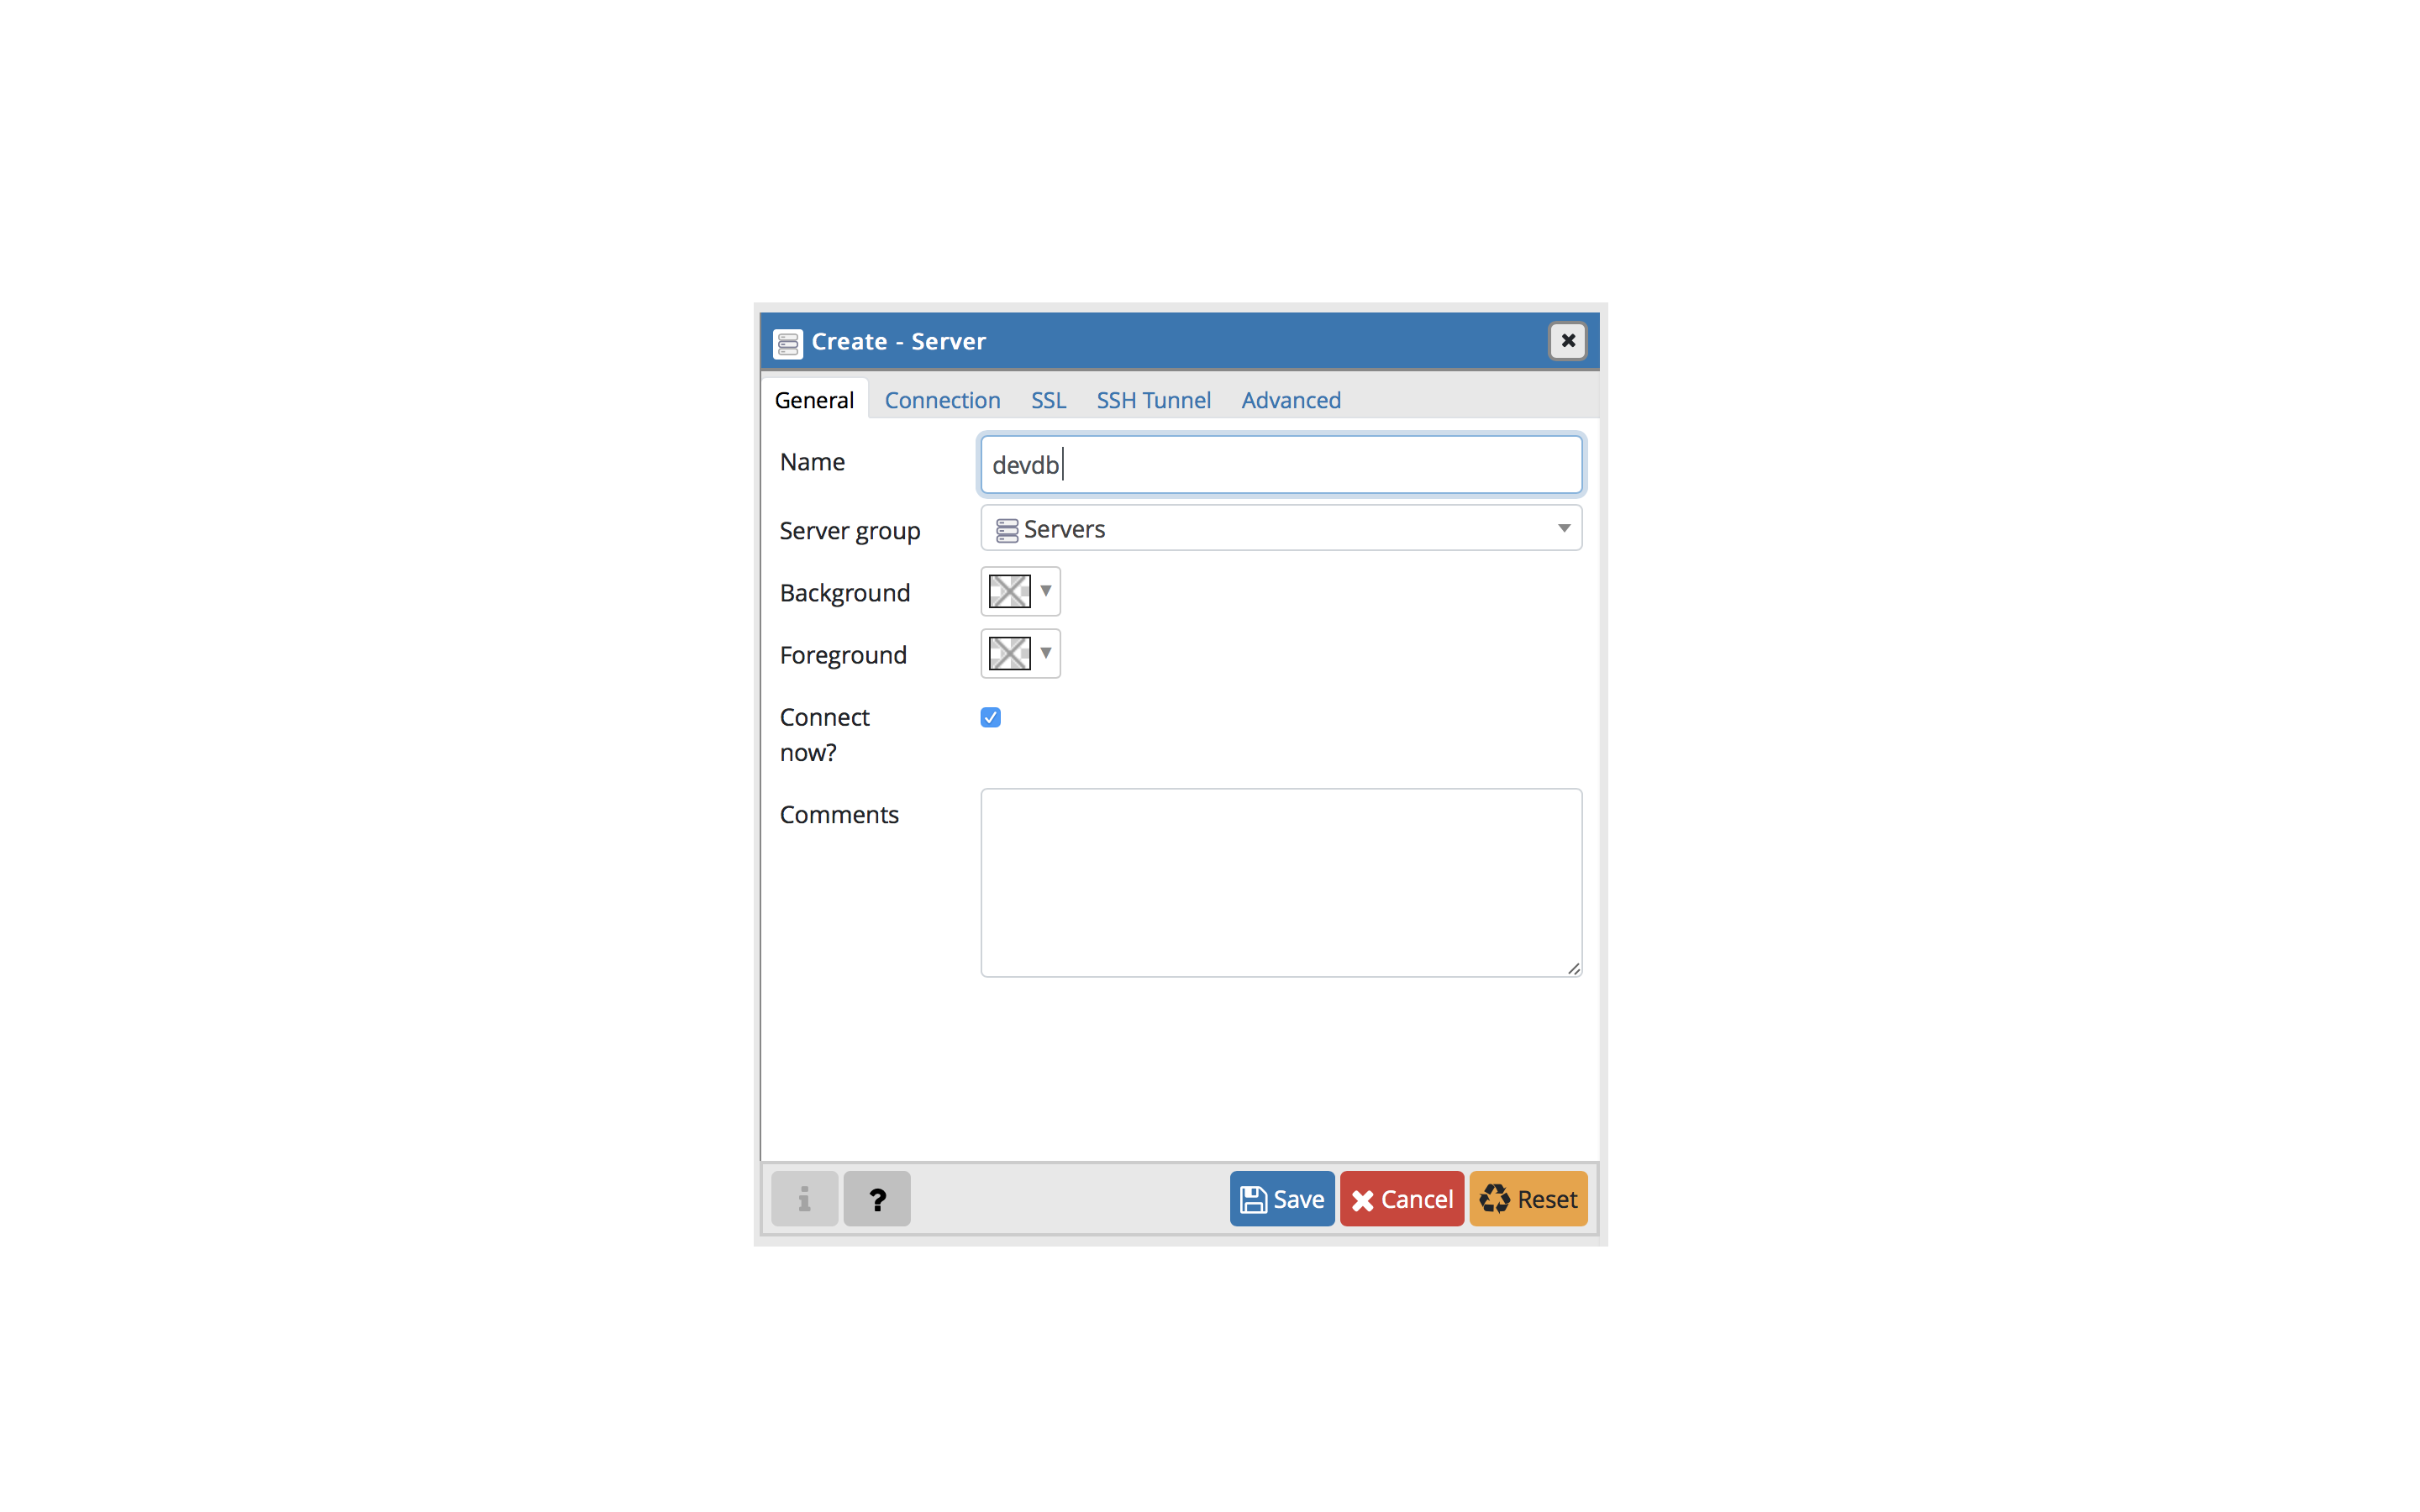 Create - Server
General Connection SSL SSH Tunnel Advanced
Name devdb
Server group Servers
Background
Foreground
Connect
now?
Comments
i ? Save Cancel Reset